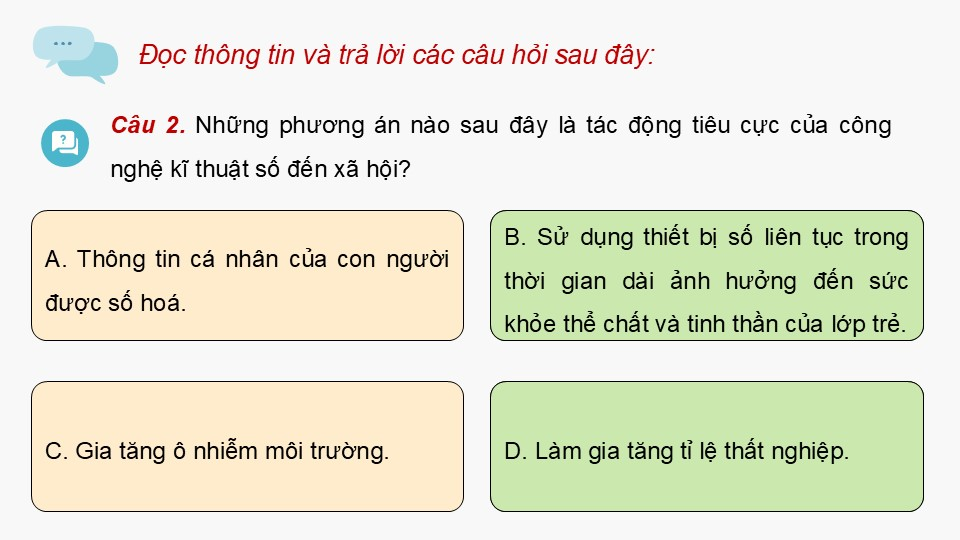 Đọc thông tin và trả lời các câu hỏi sau đây:
Câu 2. Những phương án nào sau đây là tác động tiêu cực của công
nghệ kĩ thuật số đến xã hội?
A. Thông tin cá nhân của con người
được số hoá.
B. Sử dụng thiết bị số liên tục trong
thời gian dài ảnh hưởng đến sức
khỏe thể chất và tinh thần của lớp trẻ.
C. Gia tăng ô nhiễm môi trường.
D. Làm gia tăng tỉ lệ thất nghiệp.